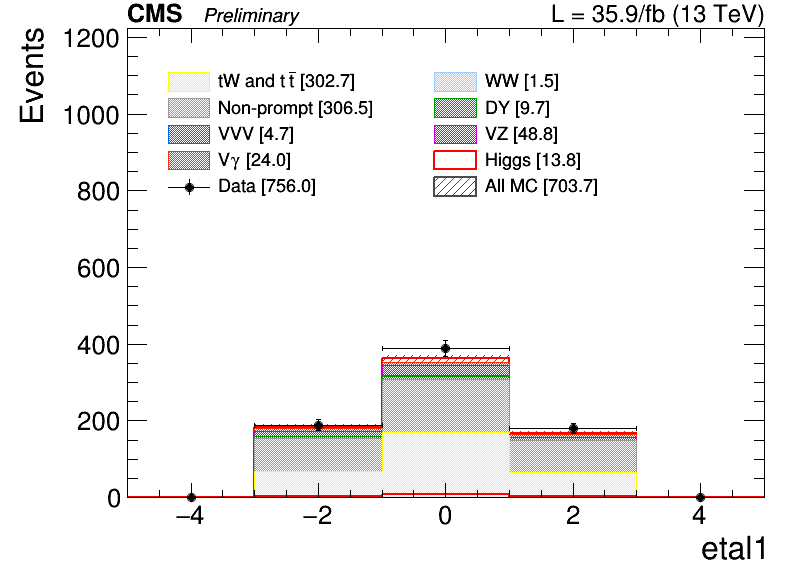 CMS Preliminary L = 35.9/fb (13 TeV)
Events
1200
1000
800
600
400
200
0
tW and t t̅ [302.7]
Non-prompt [306.5]
VVV [4.7]
Vγ [24.0]
Data [756.0]
WW [1.5]
DY [9.7]
VZ [48.8]
Higgs [13.8]
All MC [703.7]
−4 −2 0 2 4
etal1